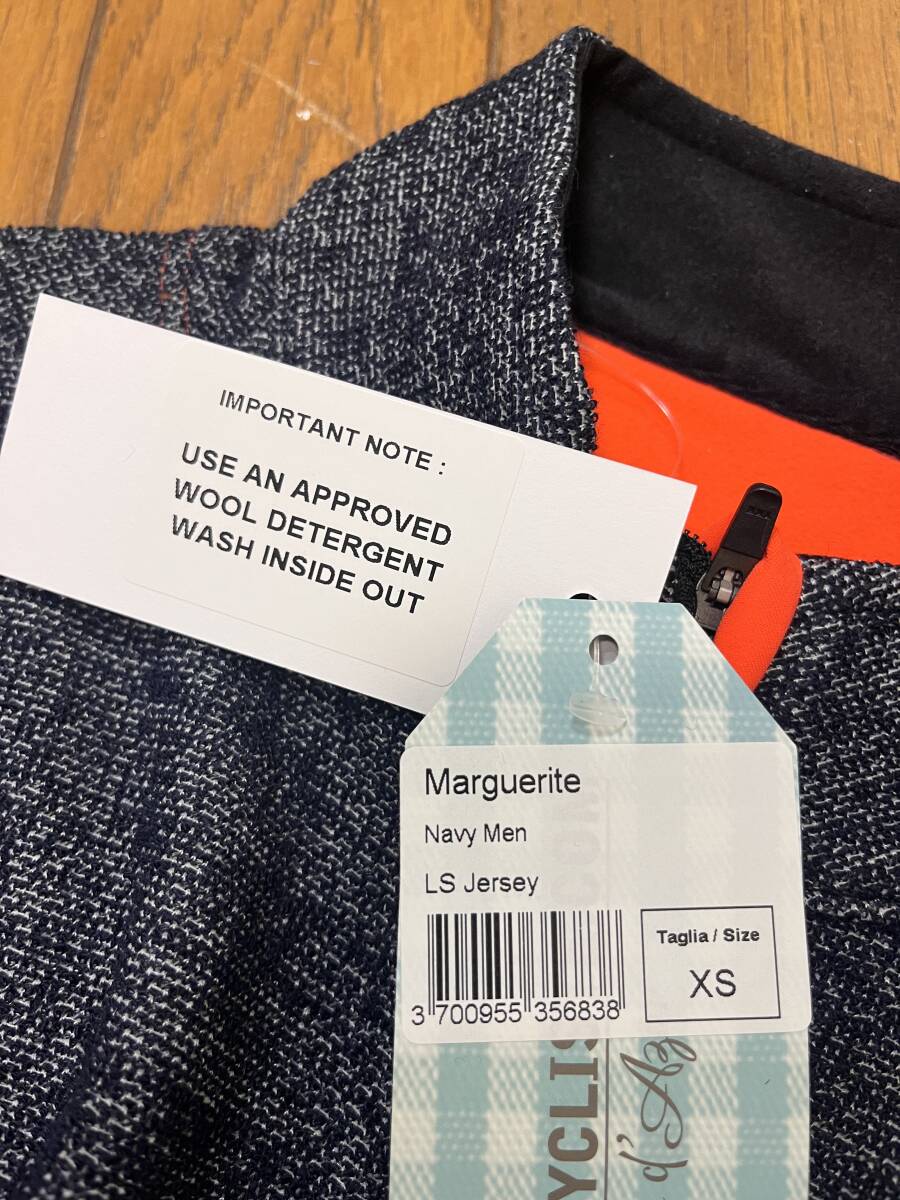 IMPORTANT NOTE :
USE AN APPROVED
WOOL DETERGENT
WASH INSIDE OUT
Marguerite
Navy Men
LS Jersey
Taglia / Size
XS
3 700955 356838